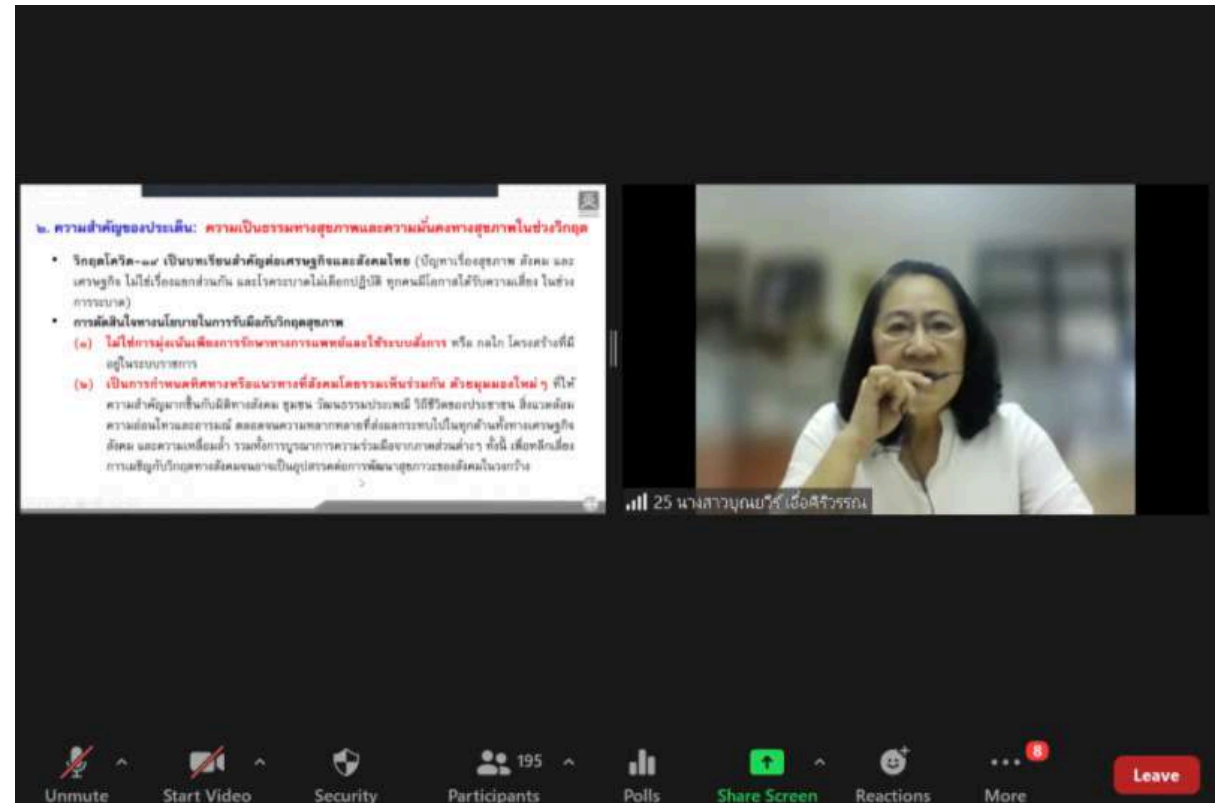 ๒. ความสำคัญของประเด็น: ความเป็นธรรมทางสุขภาพและความมั่นคงทางสุขภาพในช่วงวิกฤต
• วิกฤตโควิด-๑๙ เป็นบทเรียนสำคัญต่อเศรษฐกิจและสังคมไทย (ปัญหาเรื่องสุขภาพ สังคม และ
เศรษฐกิจ ไม่ใช่เรื่องแยกส่วนกัน และโรคระบาดไม่เลือกปฏิบัติ ทุกคนมีโอกาสได้รับความเสี่ยง ในช่วง
การระบาด)
• การตัดสินใจทางนโยบายในการรับมือกับวิกฤตสุขภาพ
(๑) ไม่ใช่การมุ่งเน้นเพียงการรักษาทางการแพทย์และใช้ระบบสั่งการ หรือ กลไก โครงสร้างที่มี
อยู่ในระบบราชการ
(๒) เป็นการกำหนดทิศทางหรือแนวทางที่สังคมโดยรวมเห็นร่วมกัน ด้วยมุมมองใหม่ ๆ ที่ให้
ความสำคัญมากขึ้นกับมิติทางสังคม ชุมชน วัฒนธรรมประเพณี วิถีชีวิตของประชาชน สิ่งแวดล้อม
ความอ่อนไหวและอารมณ์ ตลอดจนความหลากหลายที่ส่งผลกระทบไปในทุกด้านทั้งทางเศรษฐกิจ
สังคม และความเหลื่อมล้ำ รวมทั้งการบูรณาการความร่วมมือจากภาคส่วนต่างๆ ทั้งนี้ เพื่อหลีกเลี่ยง
การเผชิญกับวิกฤตทางสังคมจนอาจเป็นอุปสรรคต่อการพัฒนาสุขภาวะของสังคมในวงกว้าง
25 นางสาวบุณยวีร์ เอื้อศิริวรรณ
195
8
Unmute Start Video Security Participants Polls Share Screen Reactions More Leave